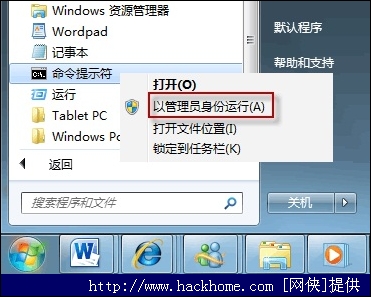 Windows 资源管理器
Wordpad
记事本
命令提示符
运行
Tablet PC
Windows Po
返回
搜索程序和文件
默认程序
帮助和支持
关机
打开(O)
以管理员身份运行(A)
打开文件位置(I)
锁定到任务栏(K)
http://www.hackhome.com [网侠]提供